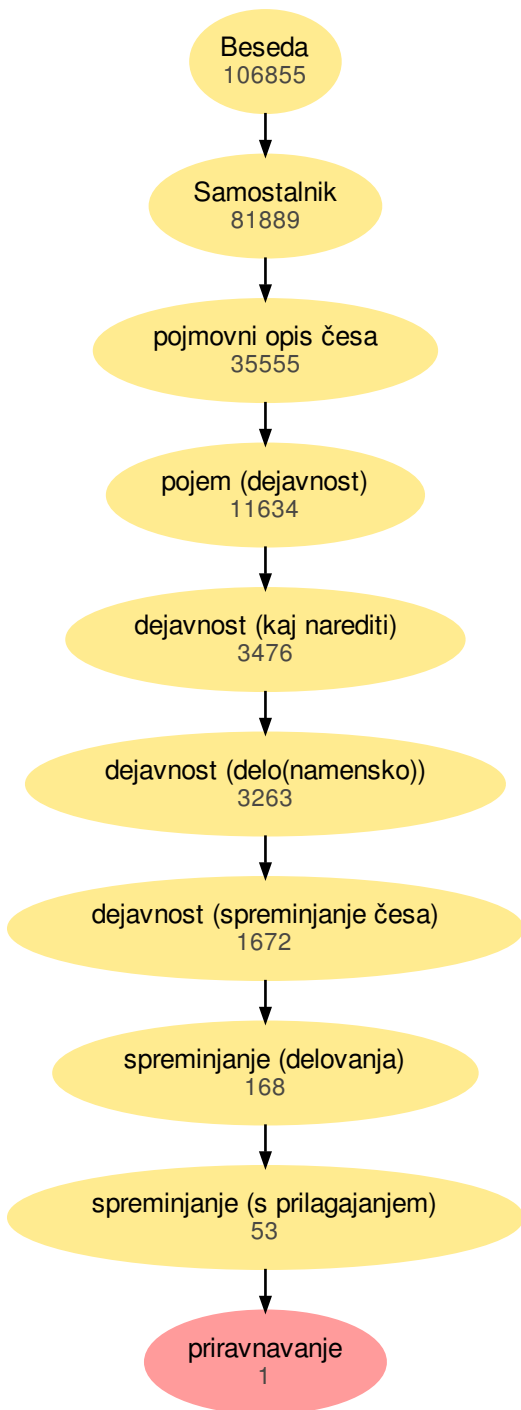 Beseda
106855
Samostalnik
81889
pojmovni opis česa
35555
pojem (dejavnost)
11634
dejavnost (kaj narediti)
3476
dejavnost (delo(namensko))
3263
dejavnost (spreminjanje česa)
1672
spreminjanje (delovanja)
168
spreminjanje (s prilagajanjem)
53
priravnavanje
1